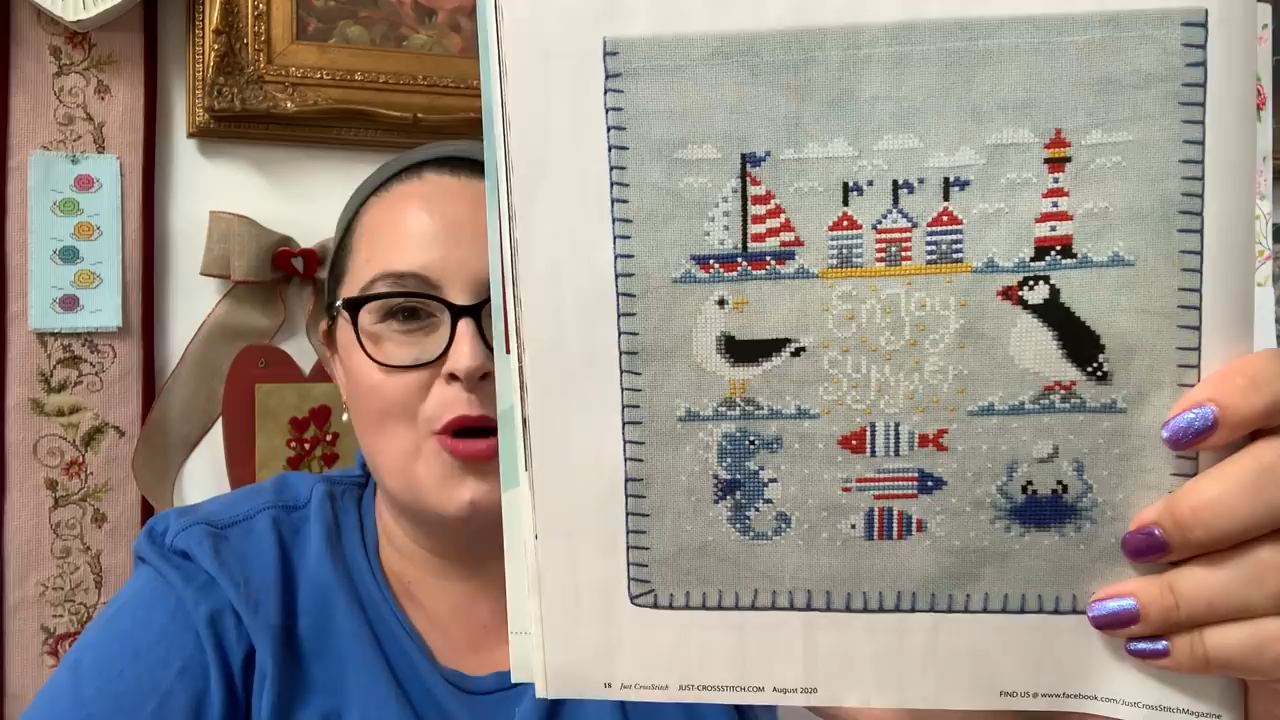 Enjoy
Summer
18 Just CrossStitch JUST-CROSSSTITCH.COM August 2020
FIND US @ www.facebook.com/JustCrossStitchMagazine